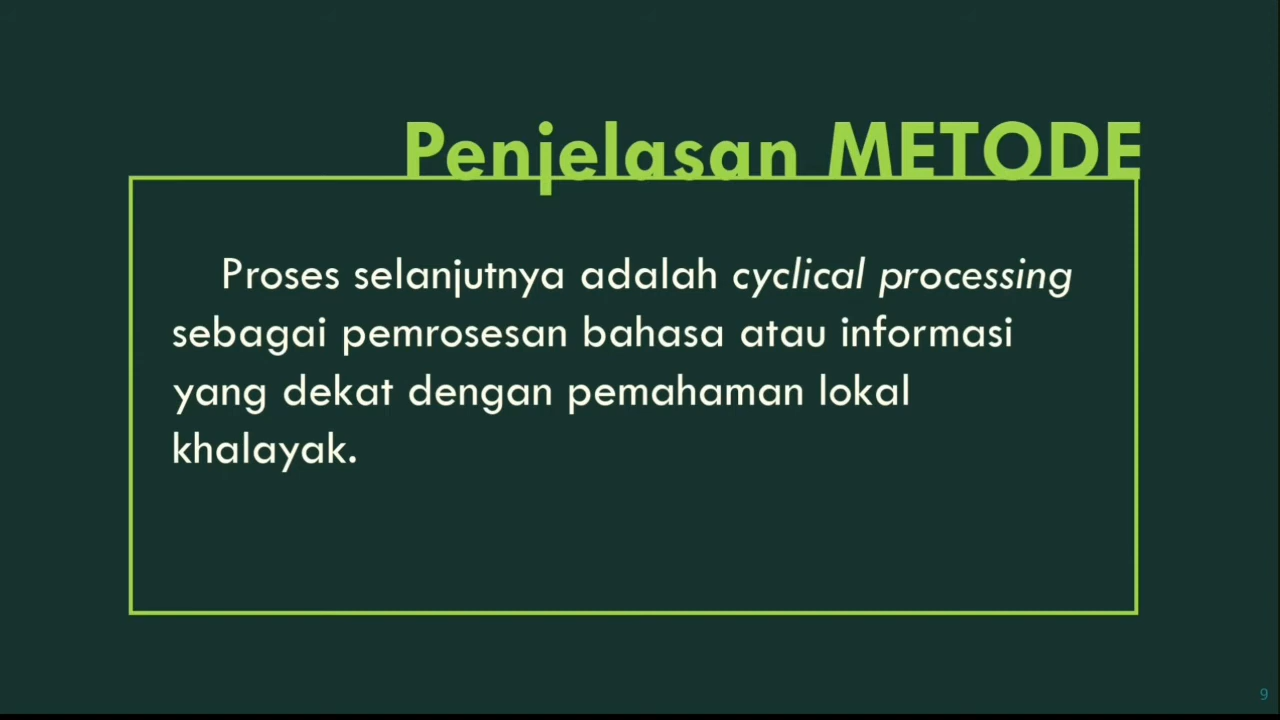 Penjelasan METODE
Proses selanjutnya adalah cyclical processing
sebagai pemrosesan bahasa atau informasi
yang dekat dengan pemahaman lokal
khalayak.
9